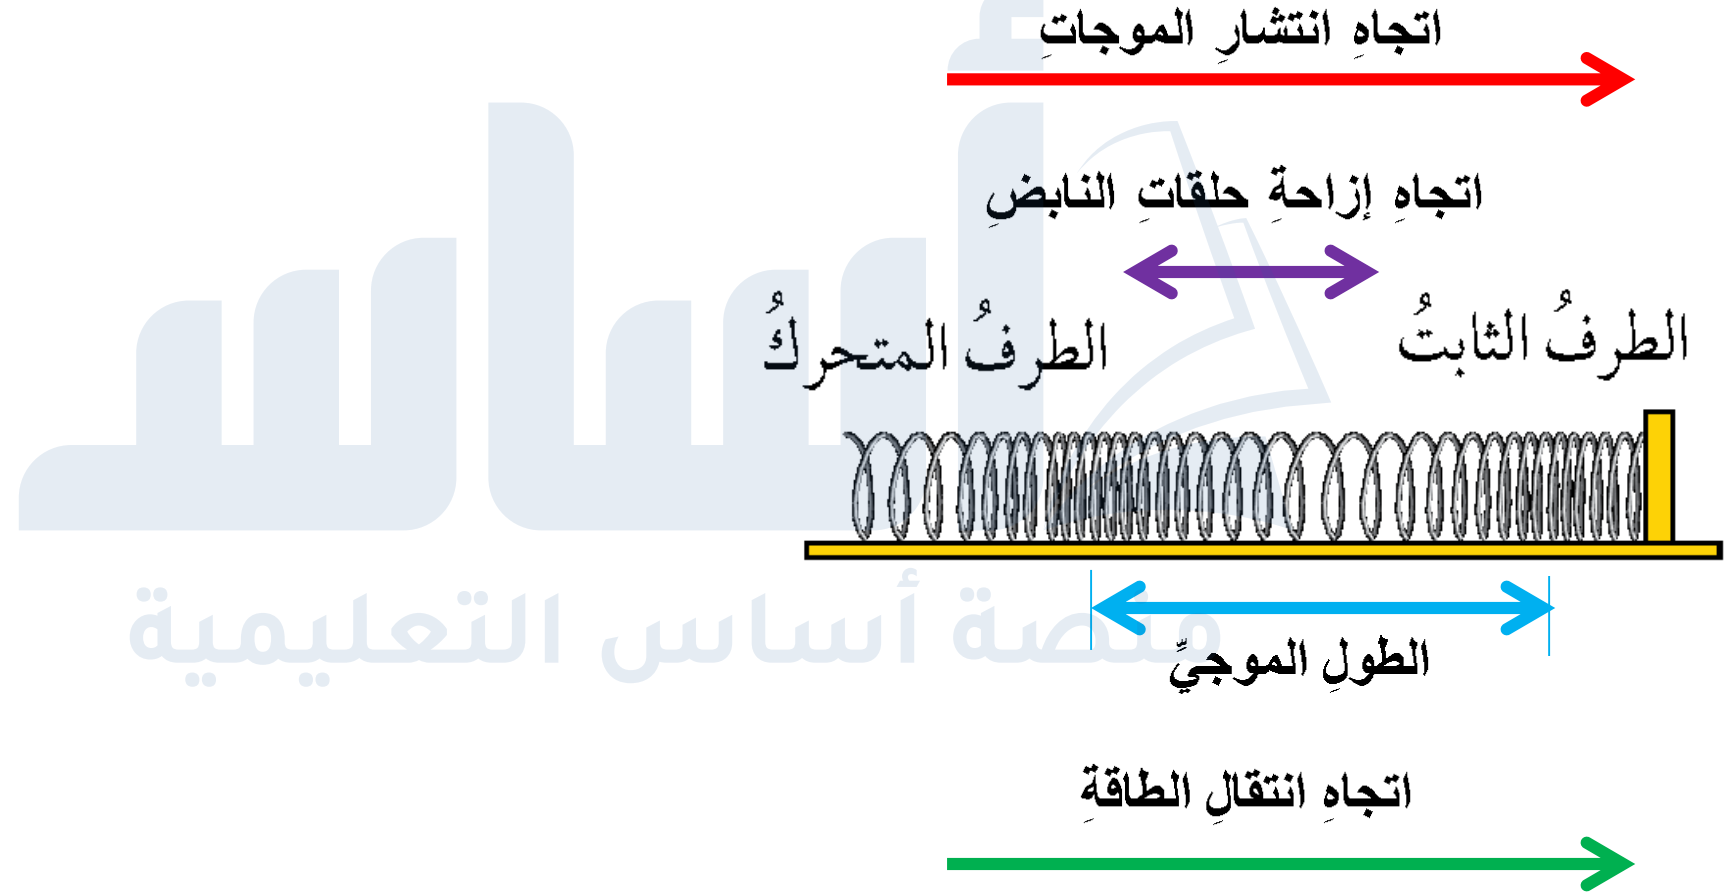 اتجاهِ انتشارِ الموجاتِ
اتجاهِ إزاحةِ حلقاتِ النابضِ
الطرفُ الثابتُ
الطرفُ المتحركُ
أساس
منصة أساس التعليمية
الطولِ الموجيِّ
اتجاهِ انتقالِ الطاقةِ